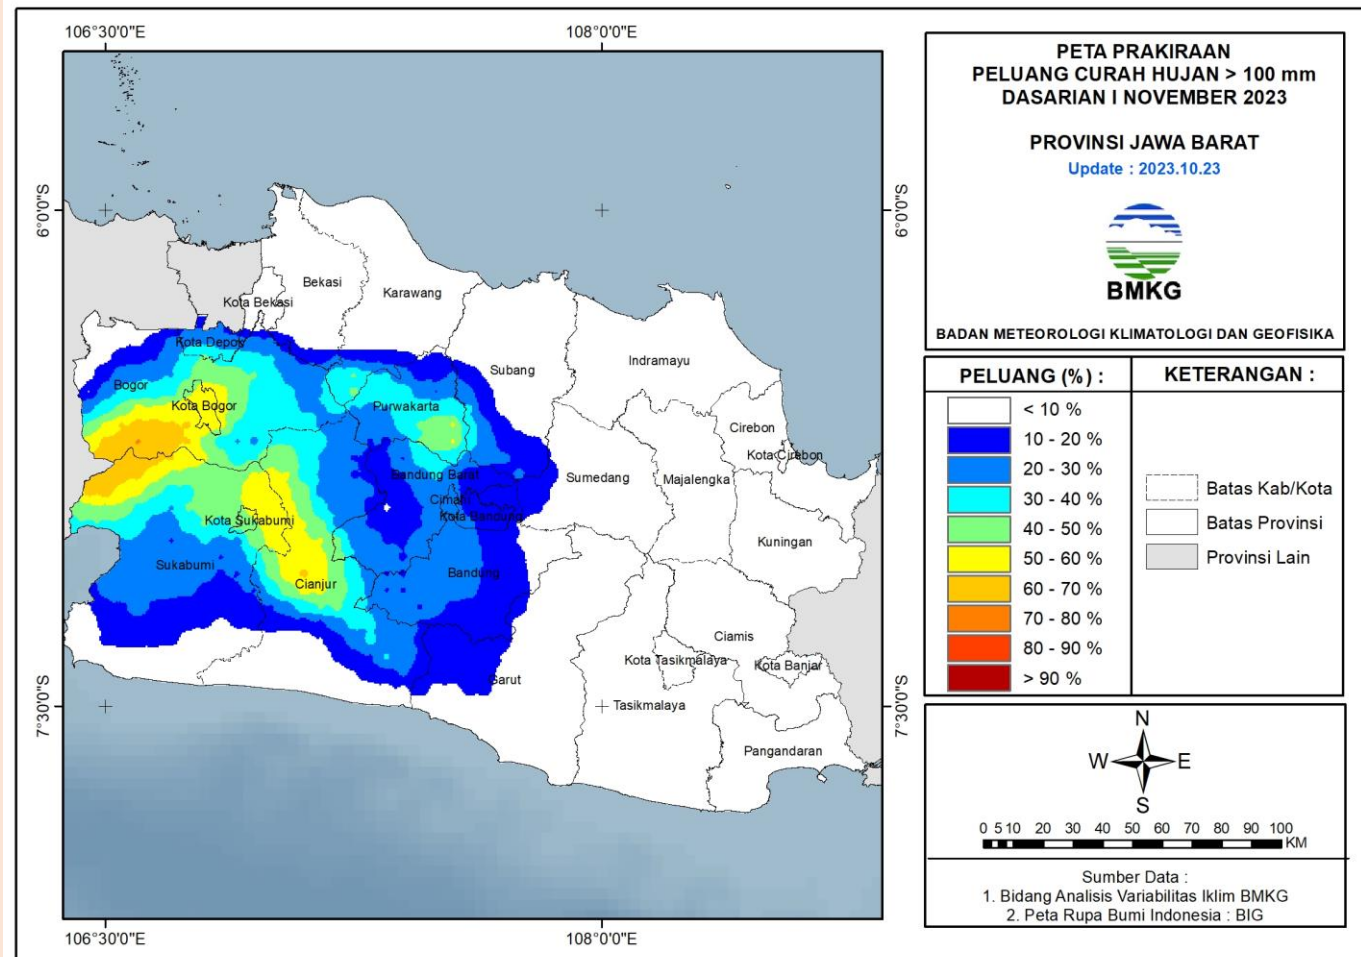 106°30'0"E 108°0'0"E
6°0'0"S 6°0'0"S
7°30'0"S 7°30'0"S
Bekasi
Kota Bekasi
Karawang
Kota Depok
Subang
Indramayu
Bogor
Kota Bogor
Purwakarta
Cirebon
Kota Cirebon
Bandung Barat
Sumedang
Majalengka
Cimahi
Kota Bandung
Kota Sukabumi
Kuningan
Sukabumi
Cianjur
Bandung
Ciamis
Kota Tasikmalaya
Kota Banjar
Garut
Tasikmalaya
Pangandaran
106°30'0"E 108°0'0"E
PETA PRAKIRAAN
PELUANG CURAH HUJAN > 100 mm
DASARIAN I NOVEMBER 2023
PROVINSI JAWA BARAT
Update : 2023.10.23
BMKG
BADAN METEOROLOGI KLIMATOLOGI DAN GEOFISIKA
PELUANG (%) :
< 10 %
10 - 20 %
20 - 30 %
30 - 40 %
40 - 50 %
50 - 60 %
60 - 70 %
70 - 80 %
80 - 90 %
> 90 %
KETERANGAN :
Batas Kab/Kota
Batas Provinsi
Provinsi Lain
N
W E
S
0 5 10 20 30 40 50 60 70 80 90 100
KM
Sumber Data :
1. Bidang Analisis Variabilitas Iklim BMKG
2. Peta Rupa Bumi Indonesia : BIG